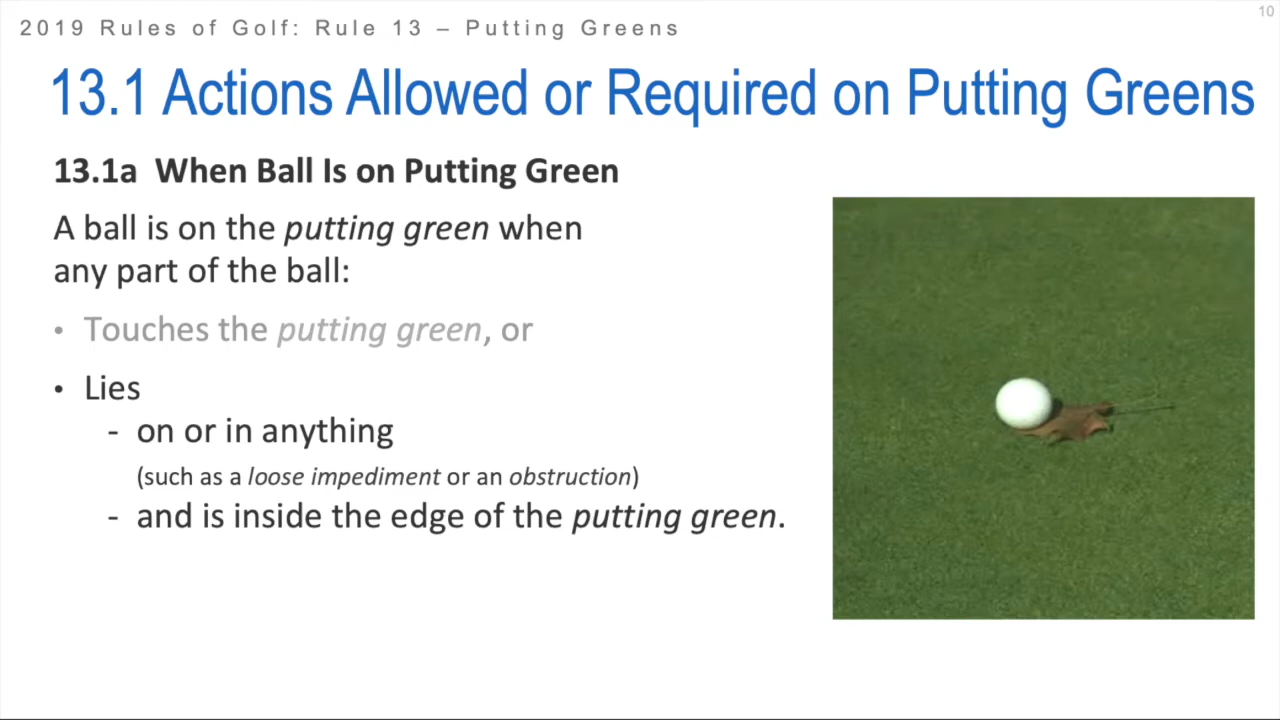 10
2019 Rules of Golf: Rule 13 – Putting Greens
13.1 Actions Allowed or Required on Putting Greens
13.1a When Ball Is on Putting Green
A ball is on the putting green when
any part of the ball:
• Touches the putting green, or
• Lies
- on or in anything
(such as a loose impediment or an obstruction)
- and is inside the edge of the putting green.